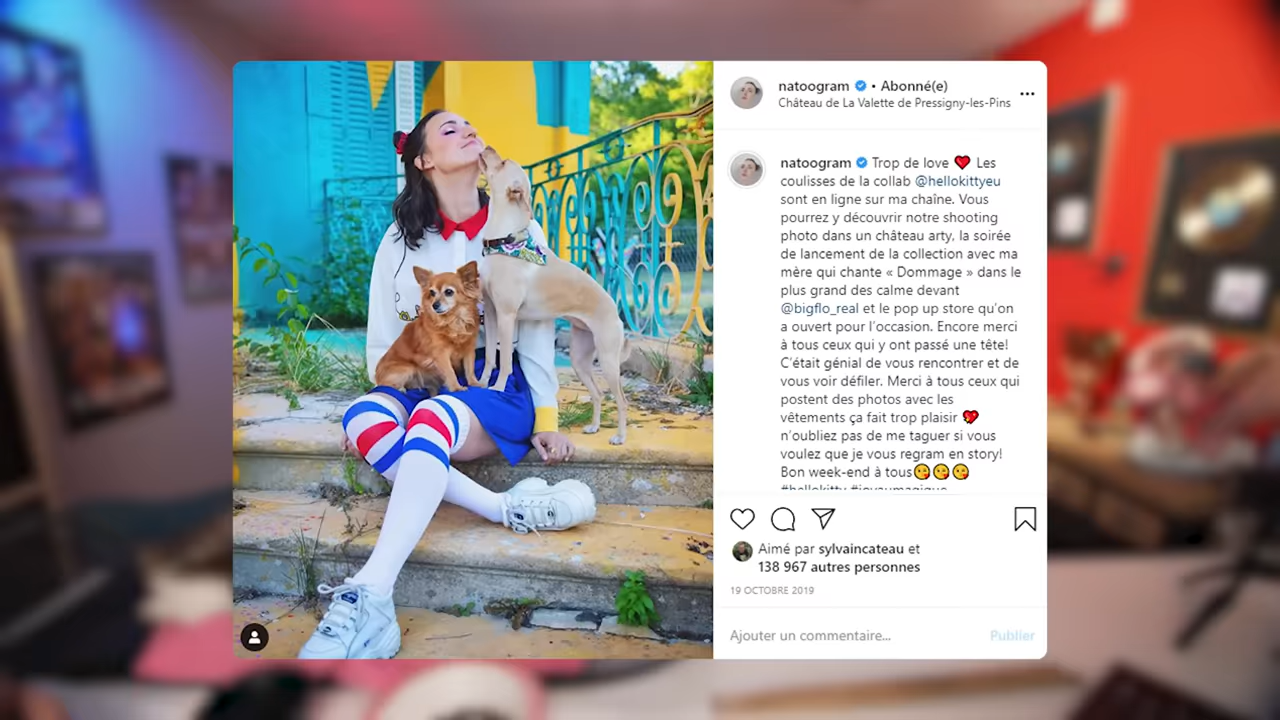 natoogram • Abonné(e)
Château de La Valette de Pressigny-les-Pins
natoogram Trop de love ❤️ Les
coulisses de la collab @hellokittyeu
sont en ligne sur ma chaîne. Vous
pourrez y découvrir notre shooting
photo dans un château arty, la soirée
de lancement de la collection avec ma
mère qui chante « Dommage » dans le
plus grand des calme devant
@bigflo_real et le pop up store qu’on
a ouvert pour l’occasion. Encore merci
à tous ceux qui y ont passé une tête!
C’était génial de vous rencontrer et de
vous voir défiler. Merci à tous ceux qui
postent des photos avec les
vêtements ça fait trop plaisir 💖
n’oubliez pas de me taguer si vous
voulez que je vous regram en story!
Bon week-end à tous😘😘😘
#hellokitty #joyaumagique
Aimé par sylvaincateau et
138 967 autres personnes
19 OCTOBRE 2019
Ajouter un commentaire...
Publier